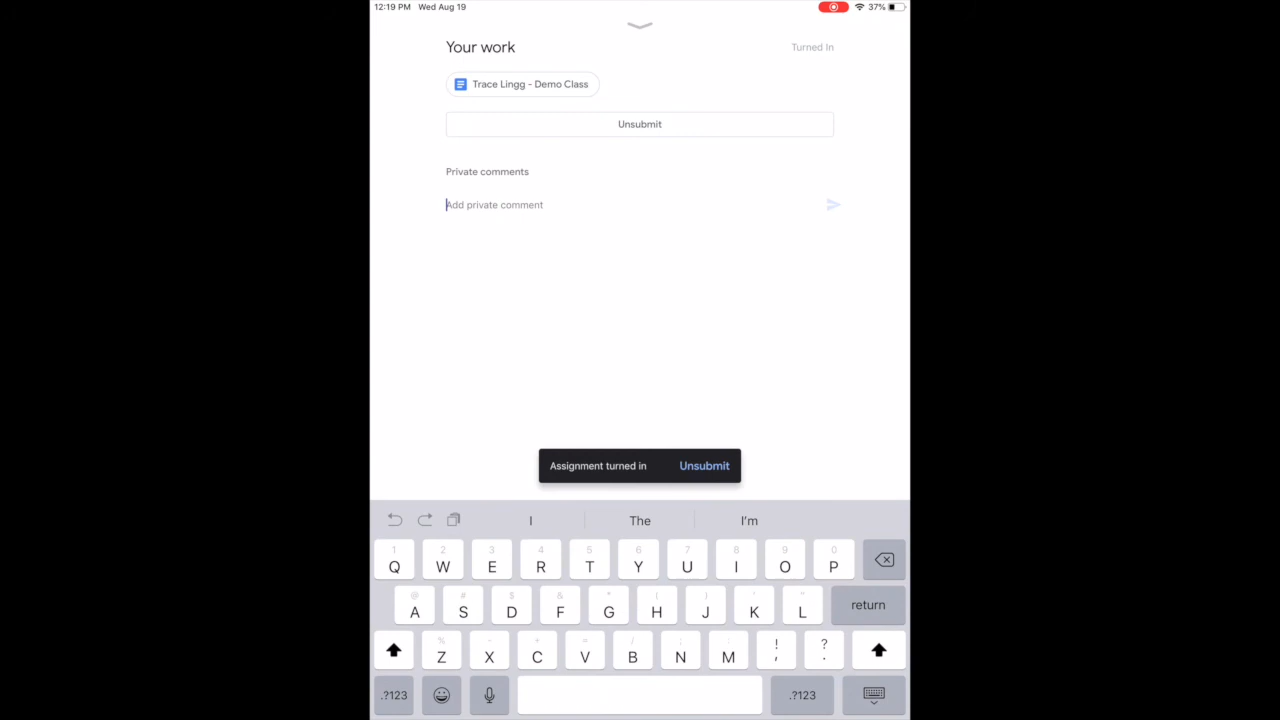 12:19 PM Wed Aug 19 37%
Your work Turned In
Trace Lingg - Demo Class
Unsubmit
Private comments
Add private comment
Assignment turned in Unsubmit
I The I'm
1 2 3 4 5 6 7 8 9 0
Q W E R T Y U I O P
@ # $ & * ( ) ' "
A S D F G H J K L return
% - + = / ; : ! ?
Z X C V B N M , .
.?123 .?123